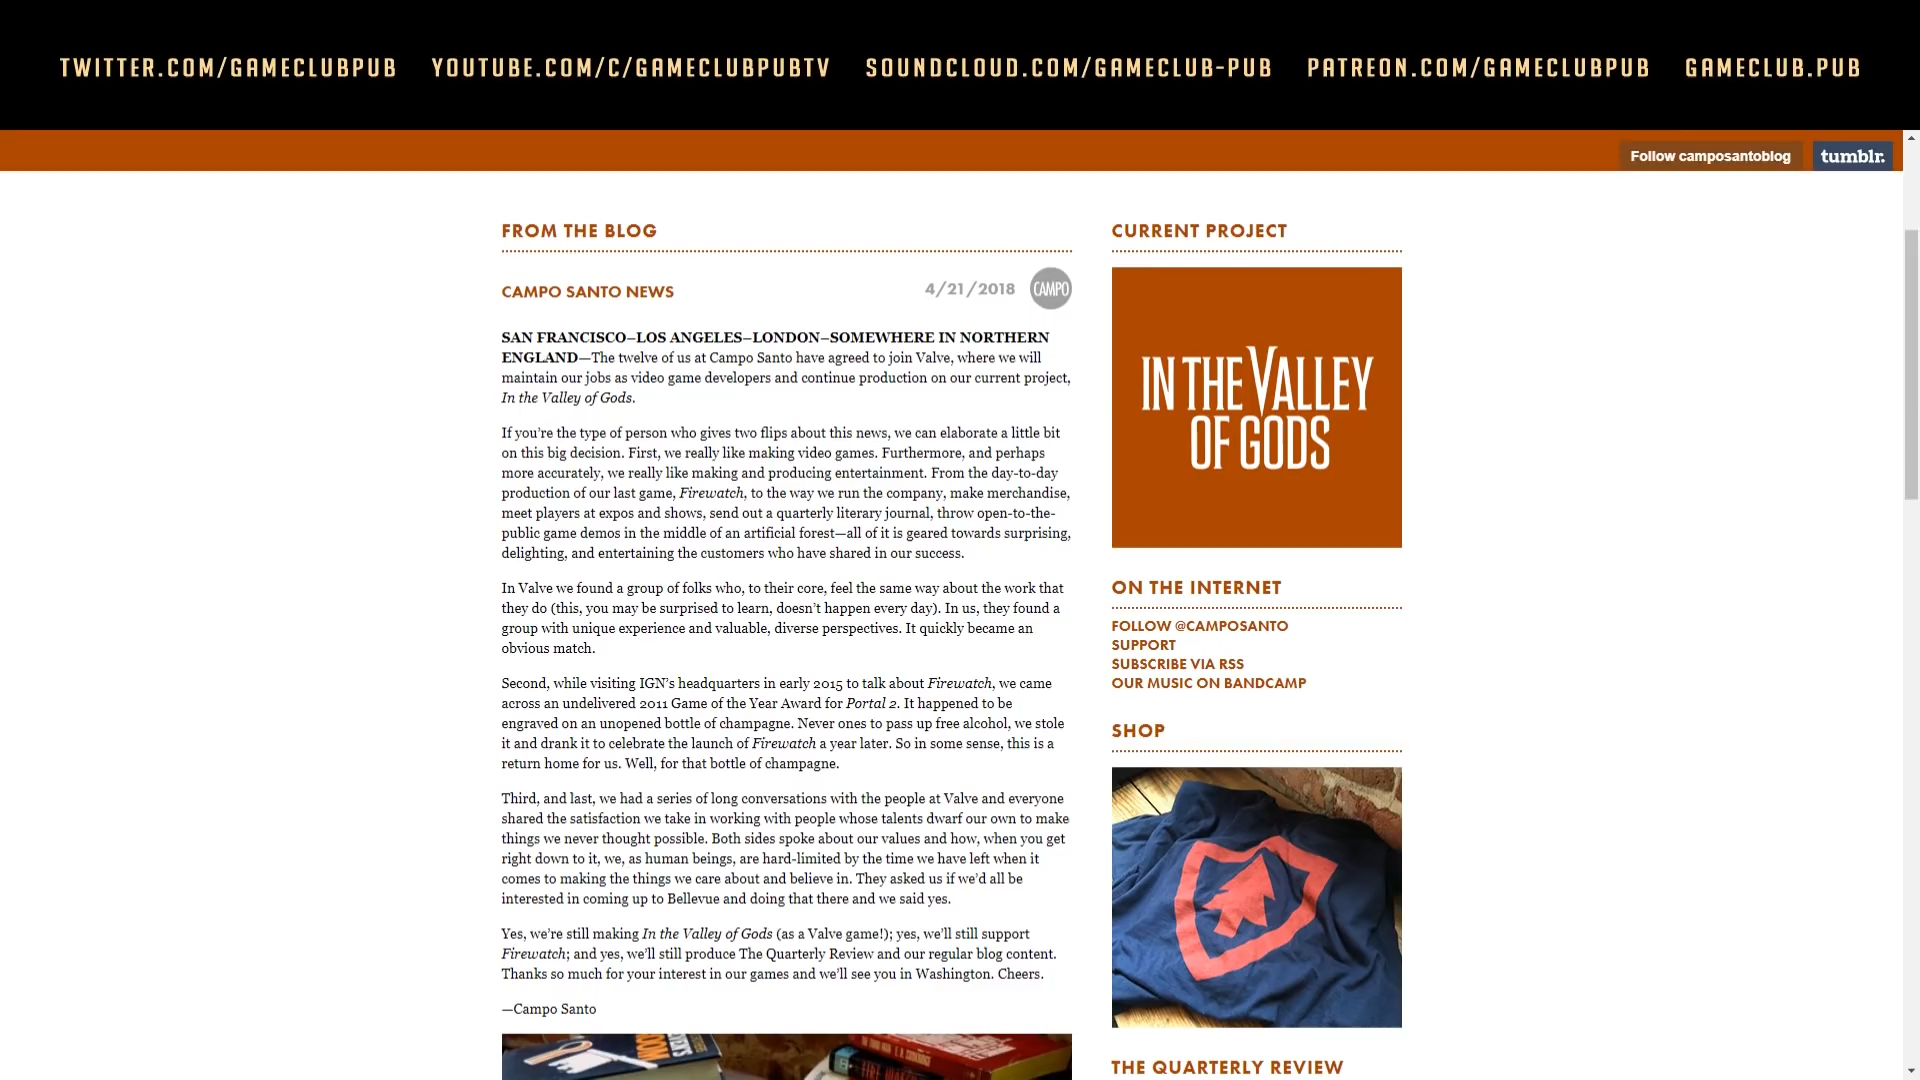 TWITTER.COM/GAMECLUBPUB YOUTUBE.COM/C/GAMECLUBPUBTV SOUNDCLOUD.COM/GAMECLUB-PUB PATREON.COM/GAMECLUBPUB GAMECLUB.PUB
Follow camposantoblog tumblr.
FROM THE BLOG
CAMPO SANTO NEWS 4/21/2018 CAMPO
SAN FRANCISCO–LOS ANGELES–LONDON–SOMEWHERE IN NORTHERN
ENGLAND—The twelve of us at Campo Santo have agreed to join Valve, where we will
maintain our jobs as video game developers and continue production on our current project,
In the Valley of Gods.
If you’re the type of person who gives two flips about this news, we can elaborate a little bit
on this big decision. First, we really like making video games. Furthermore, and perhaps
more accurately, we really like making and producing entertainment. From the day-to-day
production of our last game, Firewatch, to the way we run the company, make merchandise,
meet players at expos and shows, send out a quarterly literary journal, throw open-to-the-
public game demos in the middle of an artificial forest—all of it is geared towards surprising,
delighting, and entertaining the customers who have shared in our success.
In Valve we found a group of folks who, to their core, feel the same way about the work that
they do (this, you may be surprised to learn, doesn’t happen every day). In us, they found a
group with unique experience and valuable, diverse perspectives. It quickly became an
obvious match.
Second, while visiting IGN’s headquarters in early 2015 to talk about Firewatch, we came
across an undelivered 2011 Game of the Year Award for Portal 2. It happened to be
engraved on an unopened bottle of champagne. Never ones to pass up free alcohol, we stole
it and drank it to celebrate the launch of Firewatch a year later. So in some sense, this is a
return home for us. Well, for that bottle of champagne.
Third, and last, we had a series of long conversations with the people at Valve and everyone
shared the satisfaction we take in working with people whose talents dwarf our own to make
things we never thought possible. Both sides spoke about our values and how, when you get
right down to it, we, as human beings, are hard-limited by the time we have left when it
comes to making the things we care about and believe in. They asked us if we’d all be
interested in coming up to Bellevue and doing that there and we said yes.
Yes, we’re still making In the Valley of Gods (as a Valve game!); yes, we’ll still support
Firewatch; and yes, we’ll still produce The Quarterly Review and our regular blog content.
Thanks so much for your interest in our games and we’ll see you in Washington. Cheers.
—Campo Santo
CURRENT PROJECT
IN THE VALLEY
OF GODS
ON THE INTERNET
FOLLOW @CAMPOSANTO
SUPPORT
SUBSCRIBE VIA RSS
OUR MUSIC ON BANDCAMP
SHOP
THE QUARTERLY REVIEW